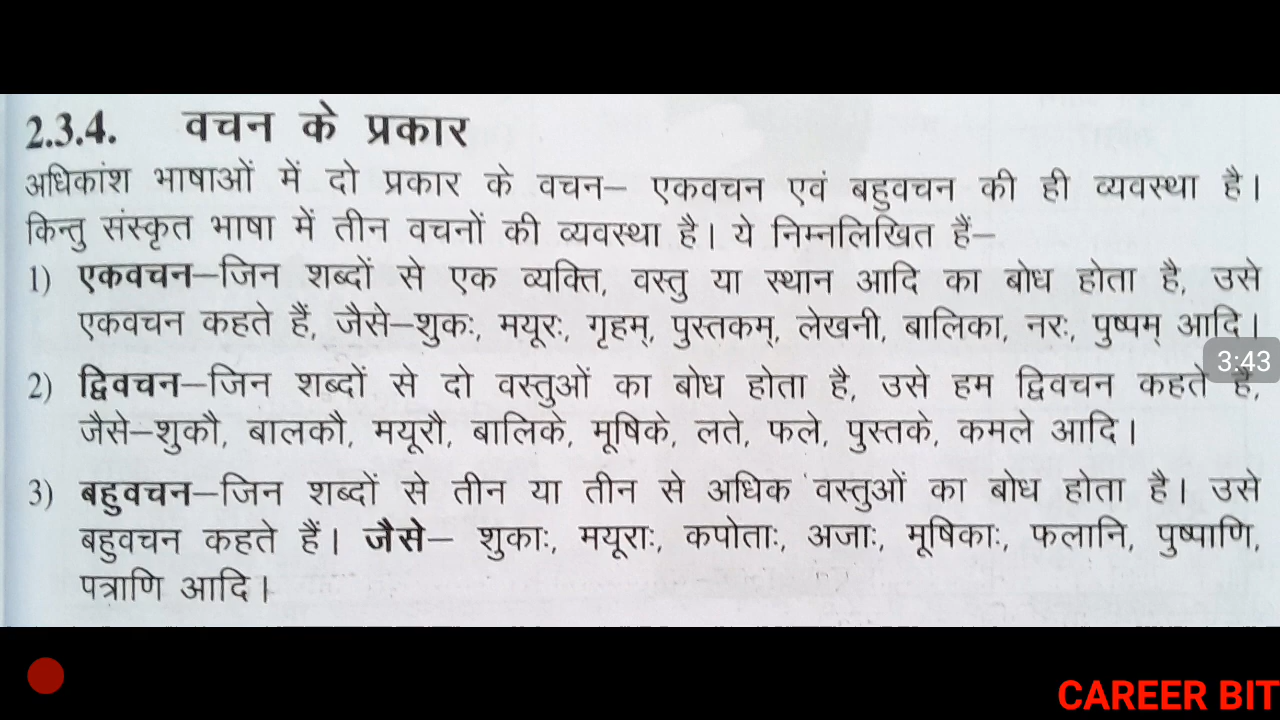 2.3.4. वचन के प्रकार
अधिकांश भाषाओं में दो प्रकार के वचन– एकवचन एवं बहुवचन की ही व्यवस्था है।
किन्तु संस्कृत भाषा में तीन वचनों की व्यवस्था है। ये निम्नलिखित हैं–
1) एकवचन–जिन शब्दों से एक व्यक्ति, वस्तु या स्थान आदि का बोध होता है, उसे
एकवचन कहते हैं, जैसे–शुकः, मयूरः, गृहम्, पुस्तकम्, लेखनी, बालिका, नरः, पुष्पम् आदि।
3:43
2) द्विवचन–जिन शब्दों से दो वस्तुओं का बोध होता है, उसे हम द्विवचन कहते हैं,
जैसे–शुकौ, बालकौ, मयूरौ, बालिके, मूषिके, लते, फले, पुस्तके, कमले आदि।
3) बहुवचन–जिन शब्दों से तीन या तीन से अधिक वस्तुओं का बोध होता है। उसे
बहुवचन कहते हैं। जैसे– शुकाः, मयूराः, कपोताः, अजाः, मूषिकाः, फलानि, पुष्पाणि,
पत्राणि आदि।
CAREER BIT